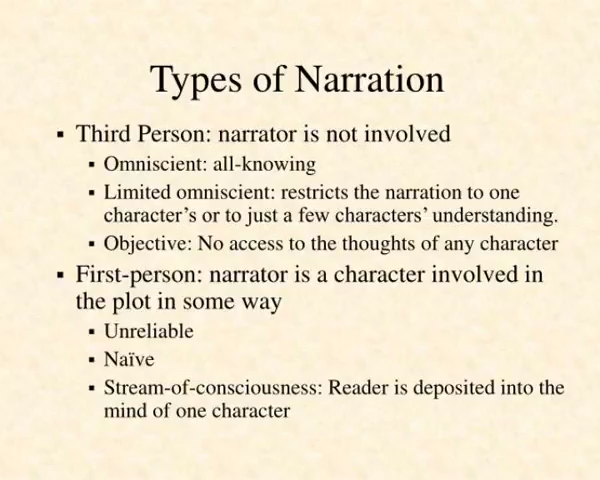 Types of Narration
▪ Third Person: narrator is not involved
▪ Omniscient: all-knowing
▪ Limited omniscient: restricts the narration to one
character's or to just a few characters' understanding.
▪ Objective: No access to the thoughts of any character
▪ First-person: narrator is a character involved in
the plot in some way
▪ Unreliable
▪ Naïve
▪ Stream-of-consciousness: Reader is deposited into the
mind of one character